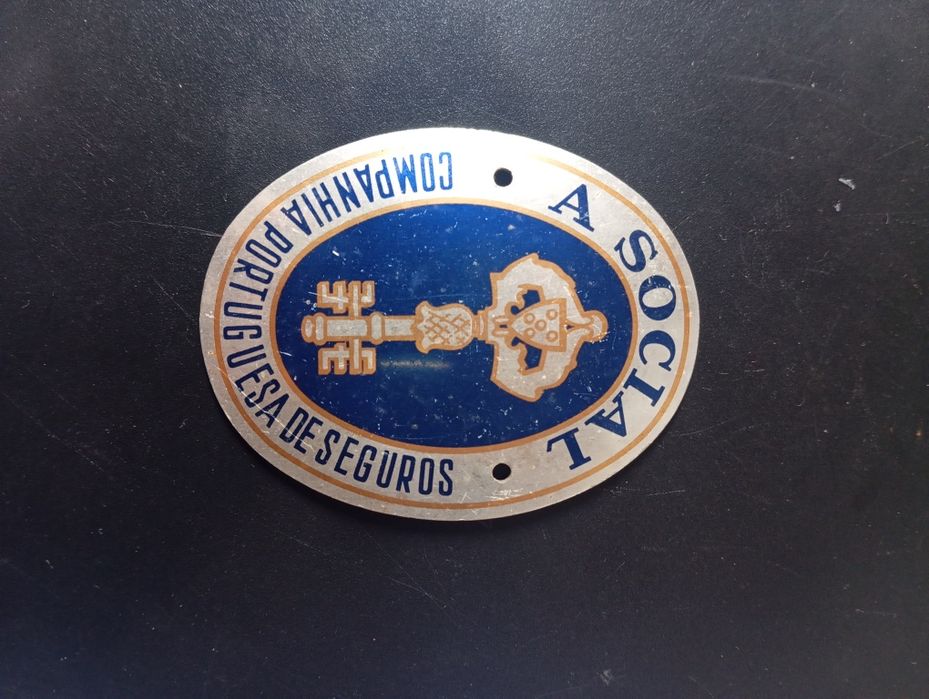 A SOCIAL
COMPANHIA PORTUGUESA DE SEGUROS